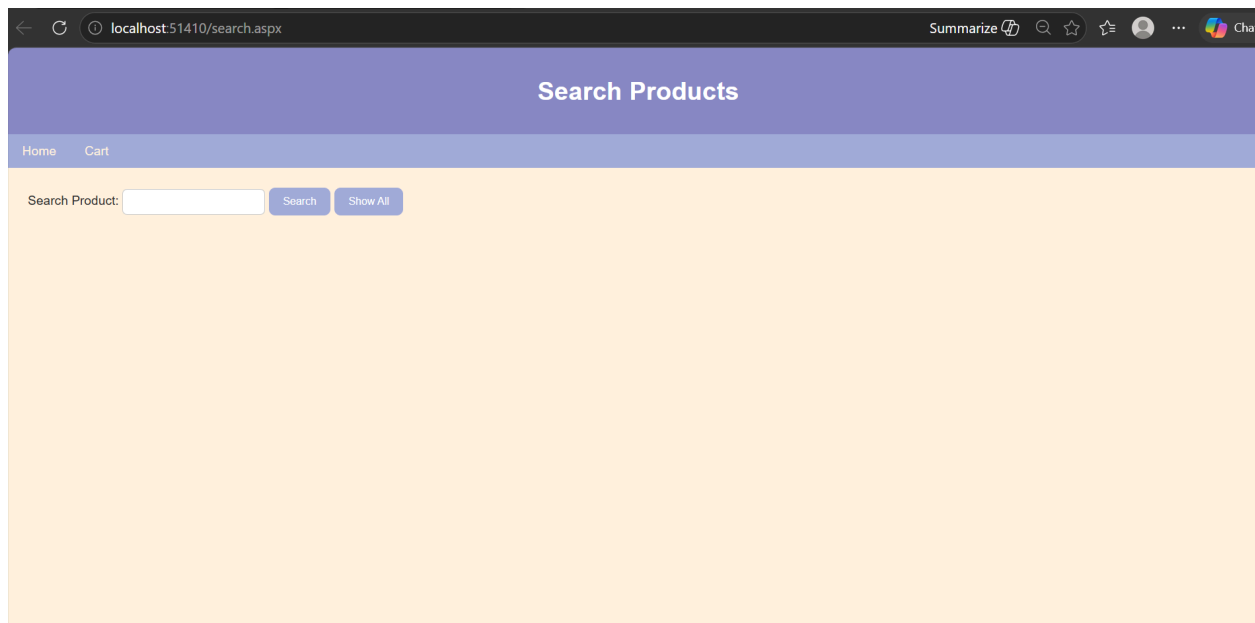 localhost:51410/search.aspx Summarize Cha
Search Products
Home Cart
Search Product: Search Show All